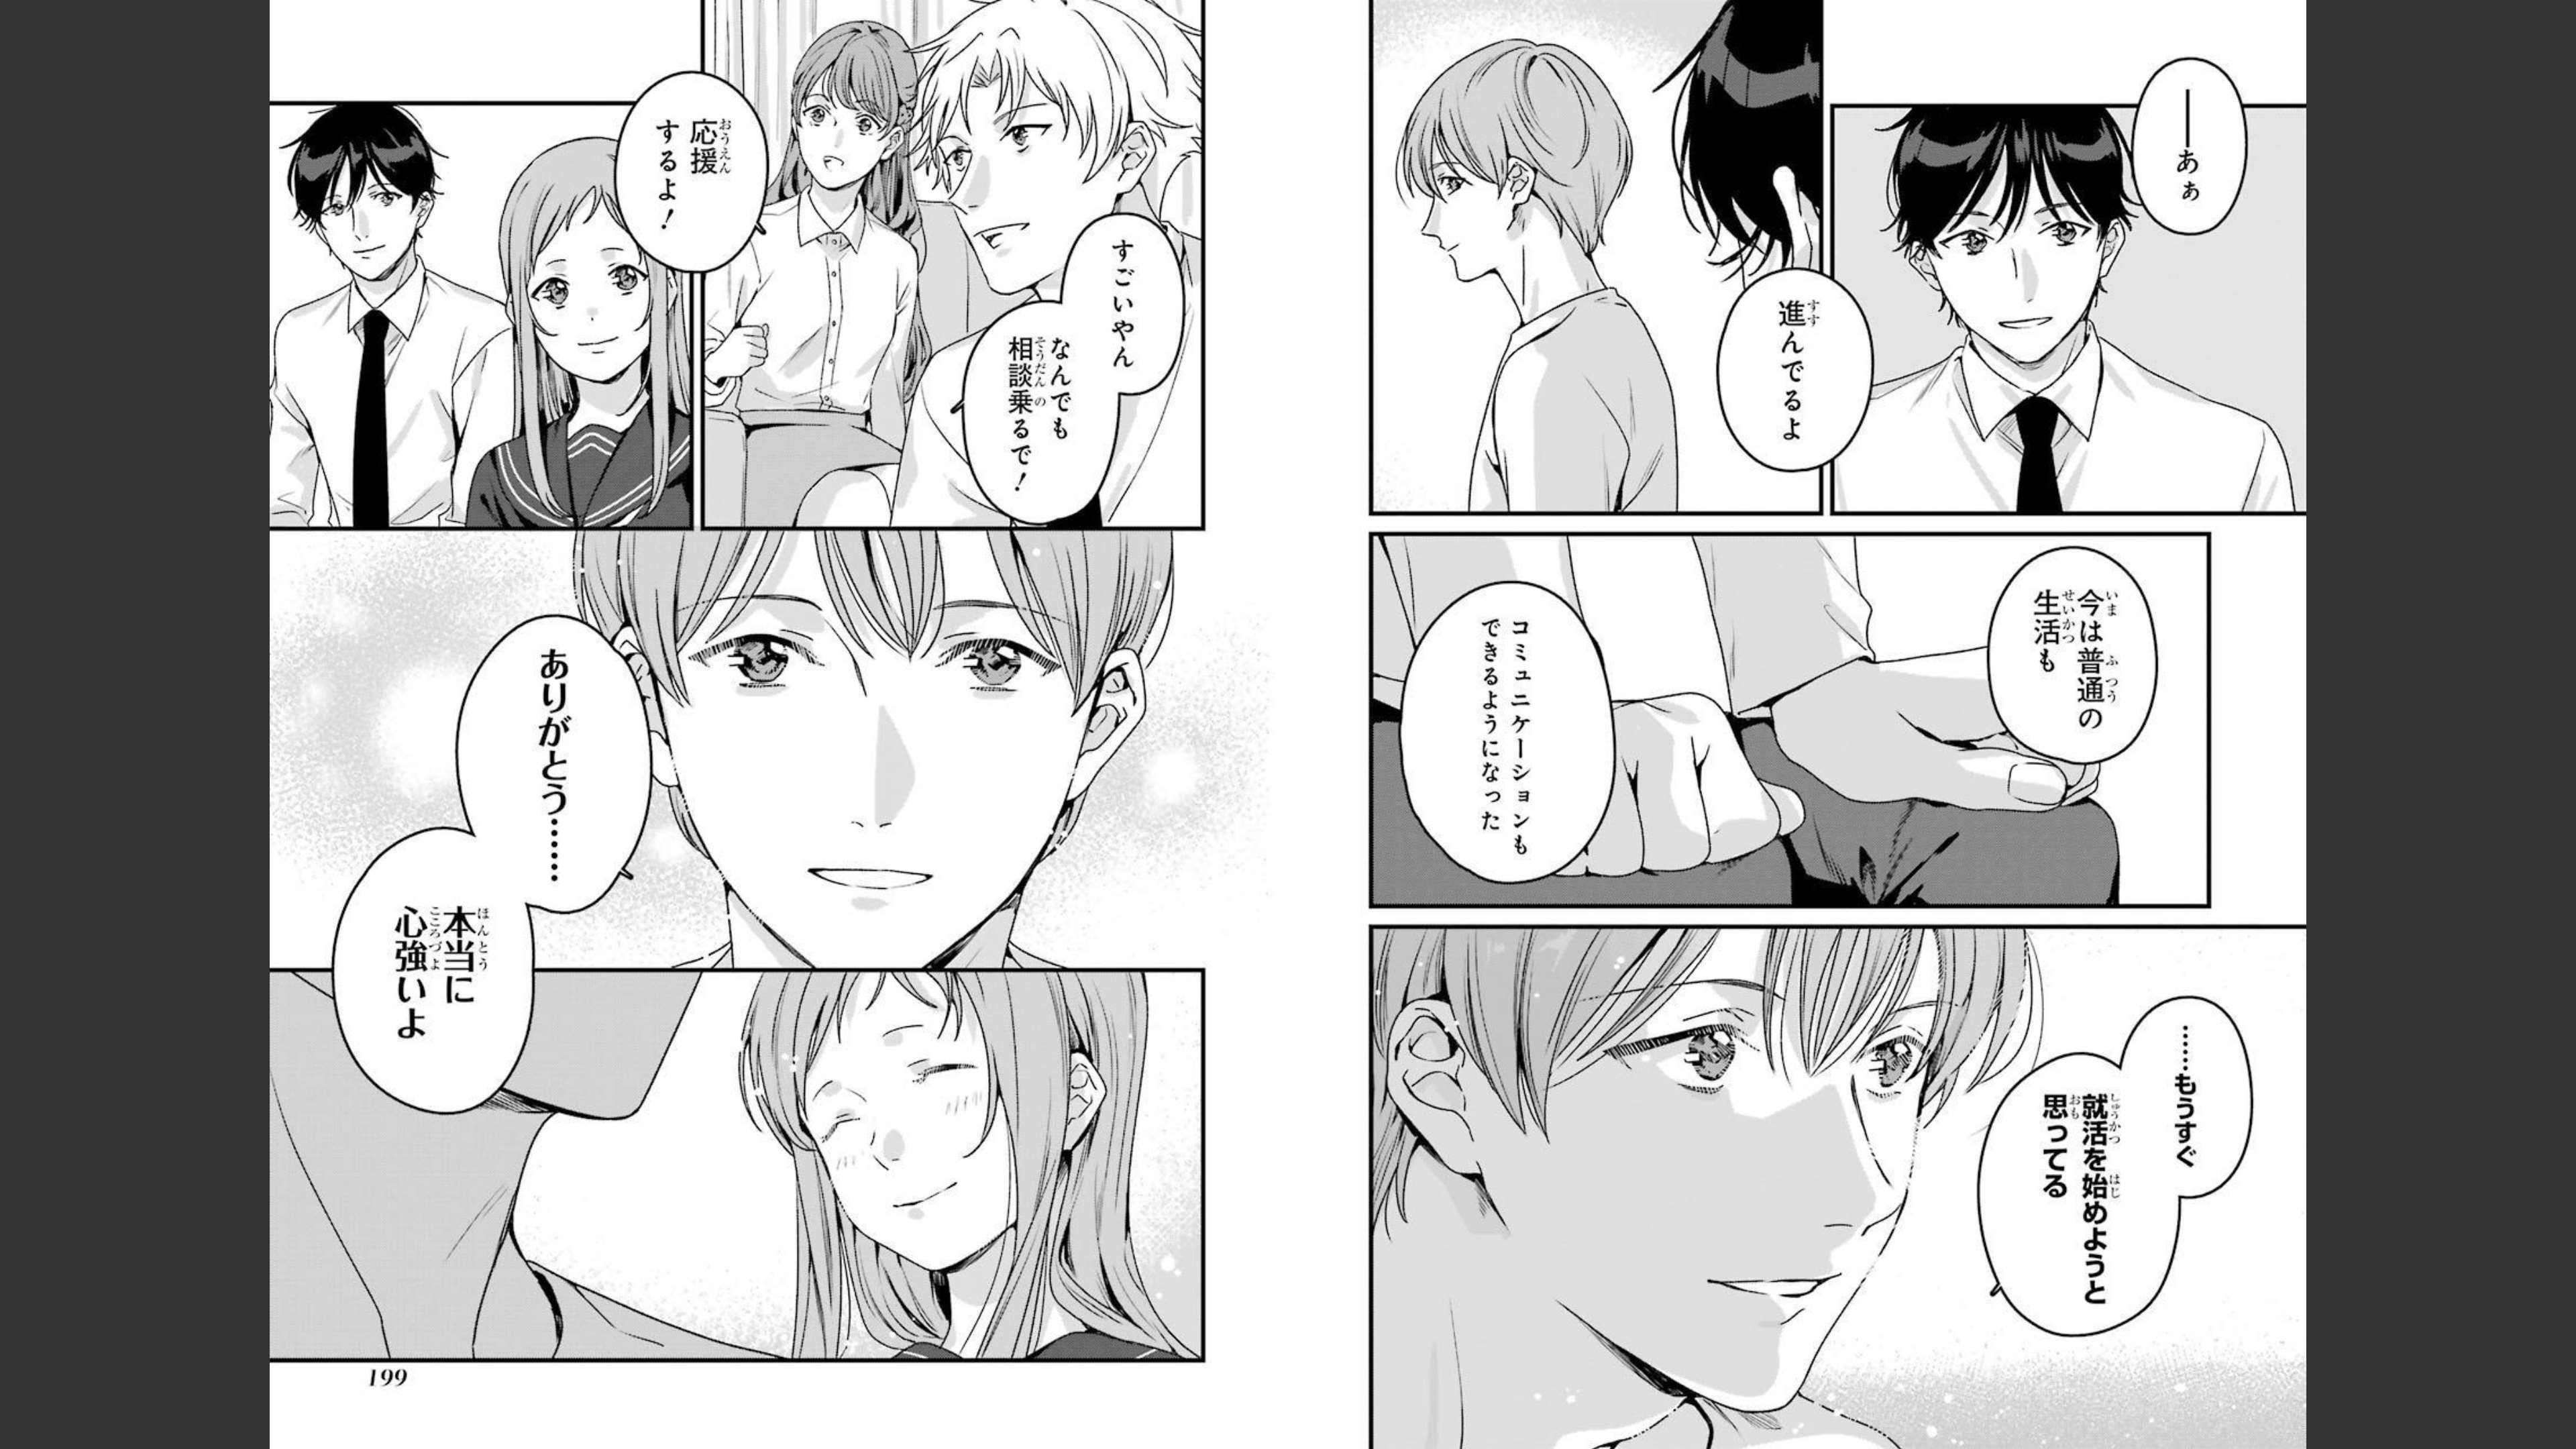 ──あぁ
進んでるよ
今は普通の
生活も
コミュニケーションも
できるようになった
……もうすぐ
就活を始めようと
思ってる
すごいやん
なんでも
相談乗るで！
応援
するよ！
ありがとう……
本当に
心強いよ
199